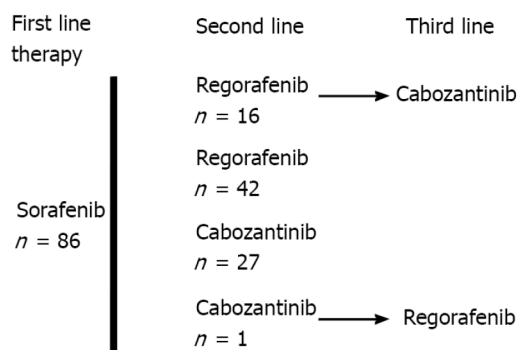 First line
therapy
Second line
Third line
Sorafenib
n = 86
Regorafenib
n = 16
Cabozantinib
Regorafenib
n = 42
Cabozantinib
n = 27
Cabozantinib
n = 1
Regorafenib